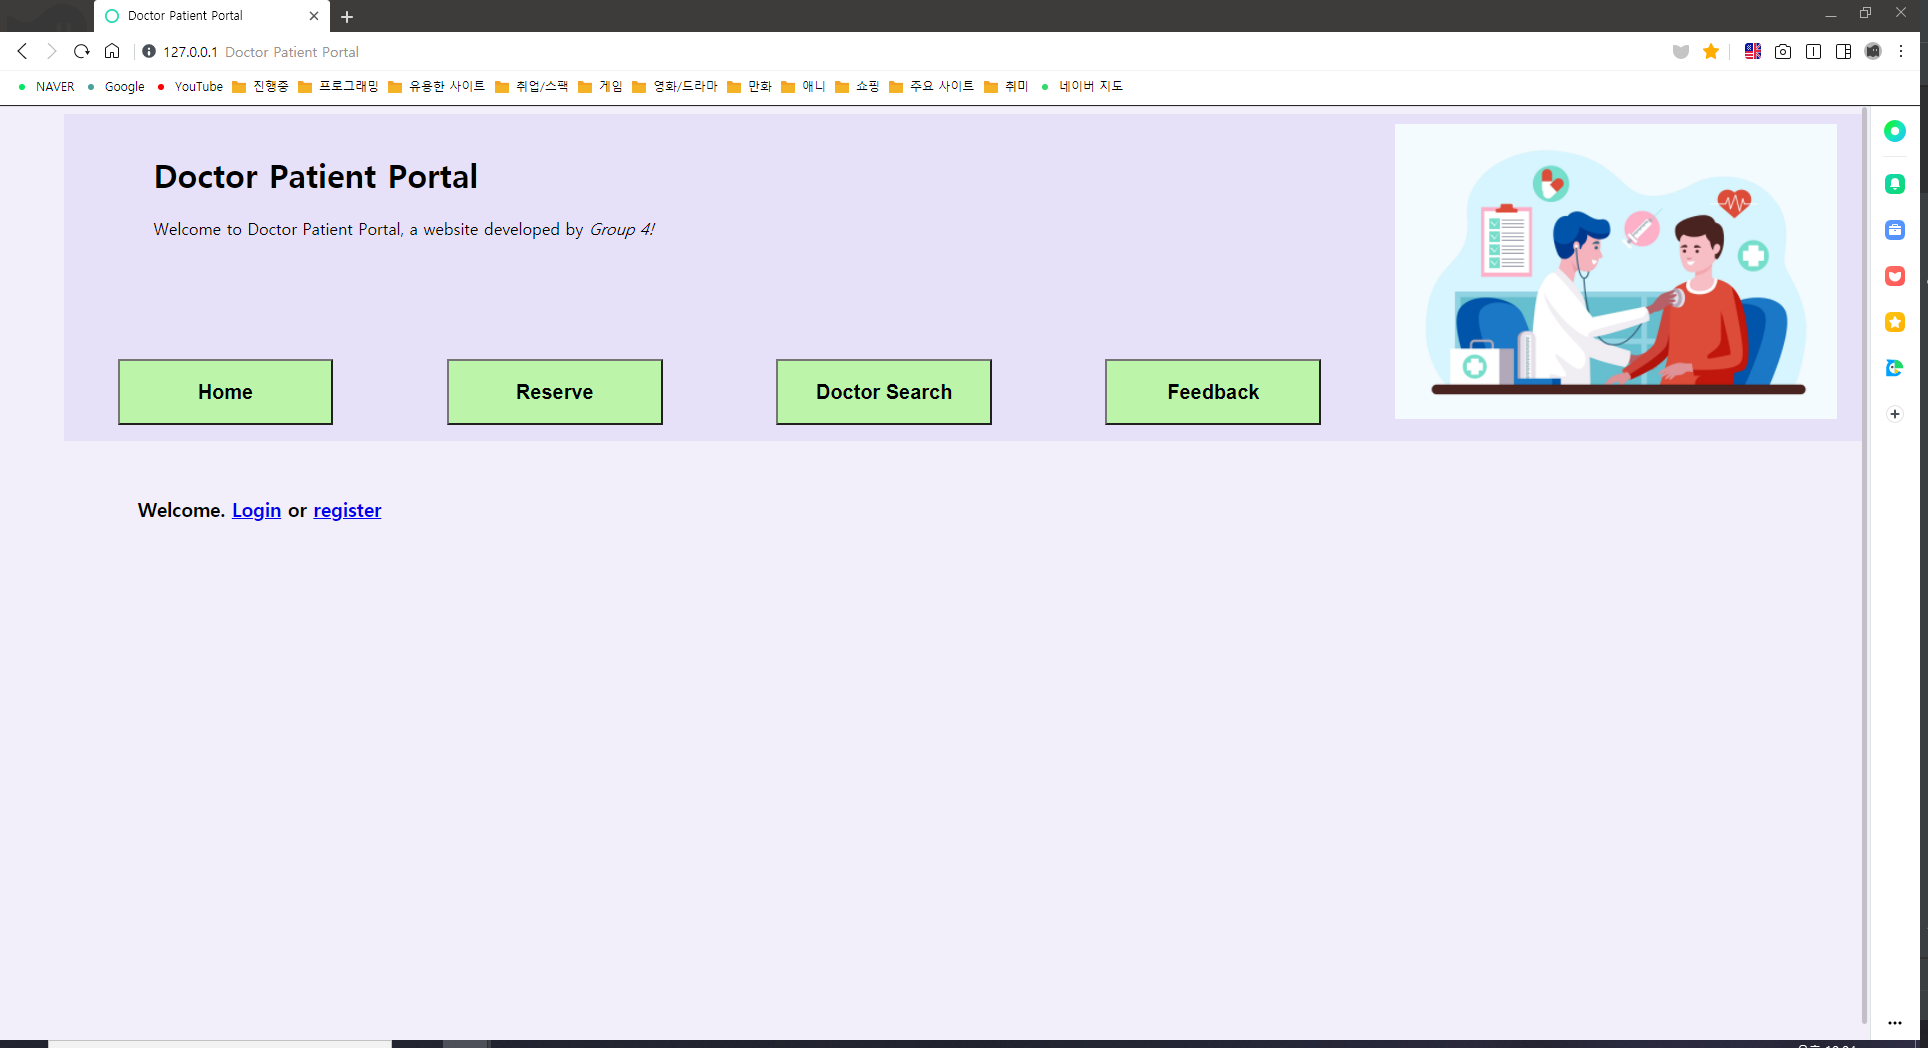 Doctor Patient Portal
127.0.0.1 Doctor Patient Portal
NAVER Google YouTube 진행중 프로그래밍 유용한 사이트 취업/스팩 게임 영화/드라마 만화 애니 쇼핑 주요 사이트 취미 네이버 지도
Doctor Patient Portal
Welcome to Doctor Patient Portal, a website developed by Group 4!
Home Reserve Doctor Search Feedback
Welcome. Login or register